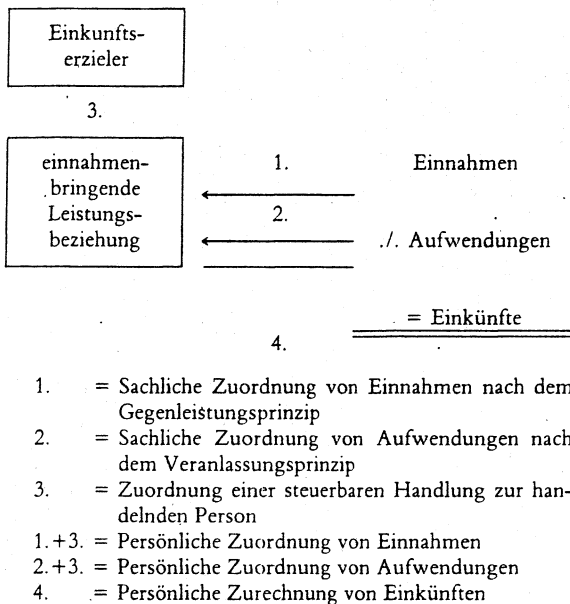 Einkunfts-
erzieler
3.
einnahmen-
bringende
Leistungs-
beziehung
1.
Einnahmen
2.
./. Aufwendungen
= Einkünfte
4.
1. = Sachliche Zuordnung von Einnahmen nach dem
Gegenleistungsprinzip
2. = Sachliche Zuordnung von Aufwendungen nach
dem Veranlassungsprinzip
3. = Zuordnung einer steuerbaren Handlung zur han-
delnden Person
1.+3. = Persönliche Zuordnung von Einnahmen
2.+3. = Persönliche Zuordnung von Aufwendungen
4. = Persönliche Zurechnung von Einkünften